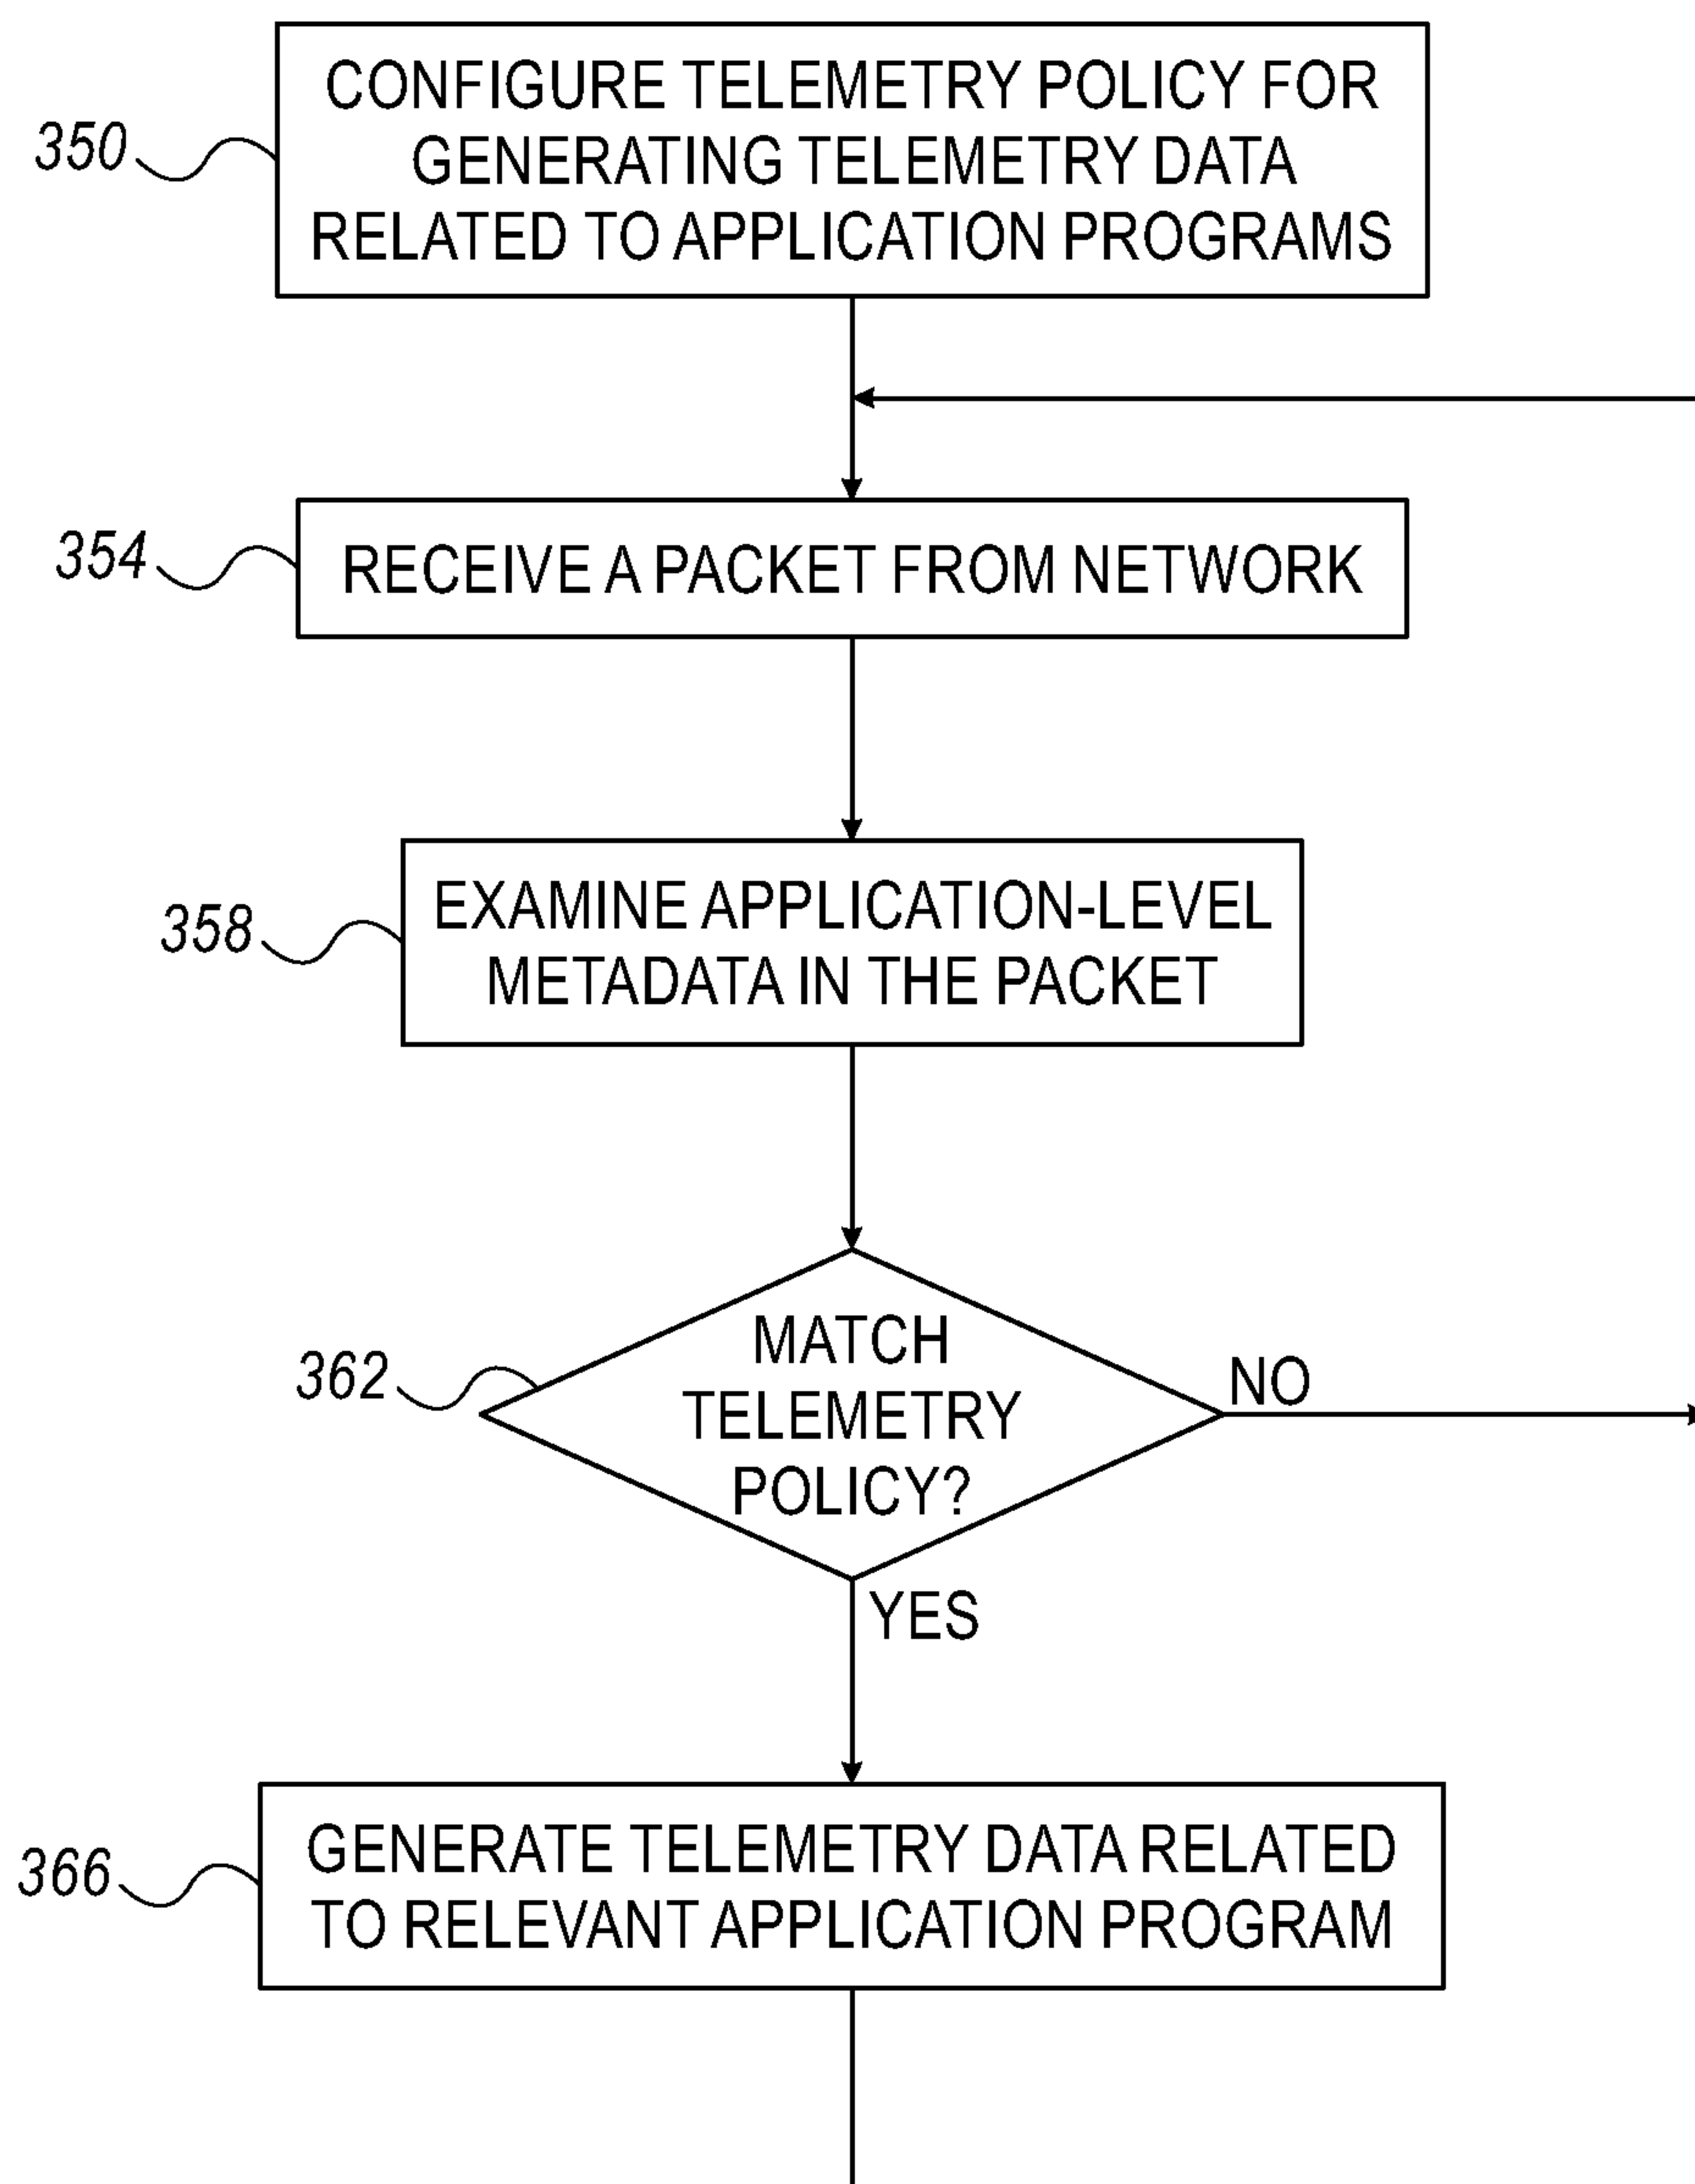 CONFIGURE TELEMETRY POLICY FOR
GENERATING TELEMETRY DATA
RELATED TO APPLICATION PROGRAMS
350
RECEIVE A PACKET FROM NETWORK
354
EXAMINE APPLICATION-LEVEL
METADATA IN THE PACKET
358
MATCH
TELEMETRY
POLICY?
362
NO
YES
GENERATE TELEMETRY DATA RELATED
TO RELEVANT APPLICATION PROGRAM
366